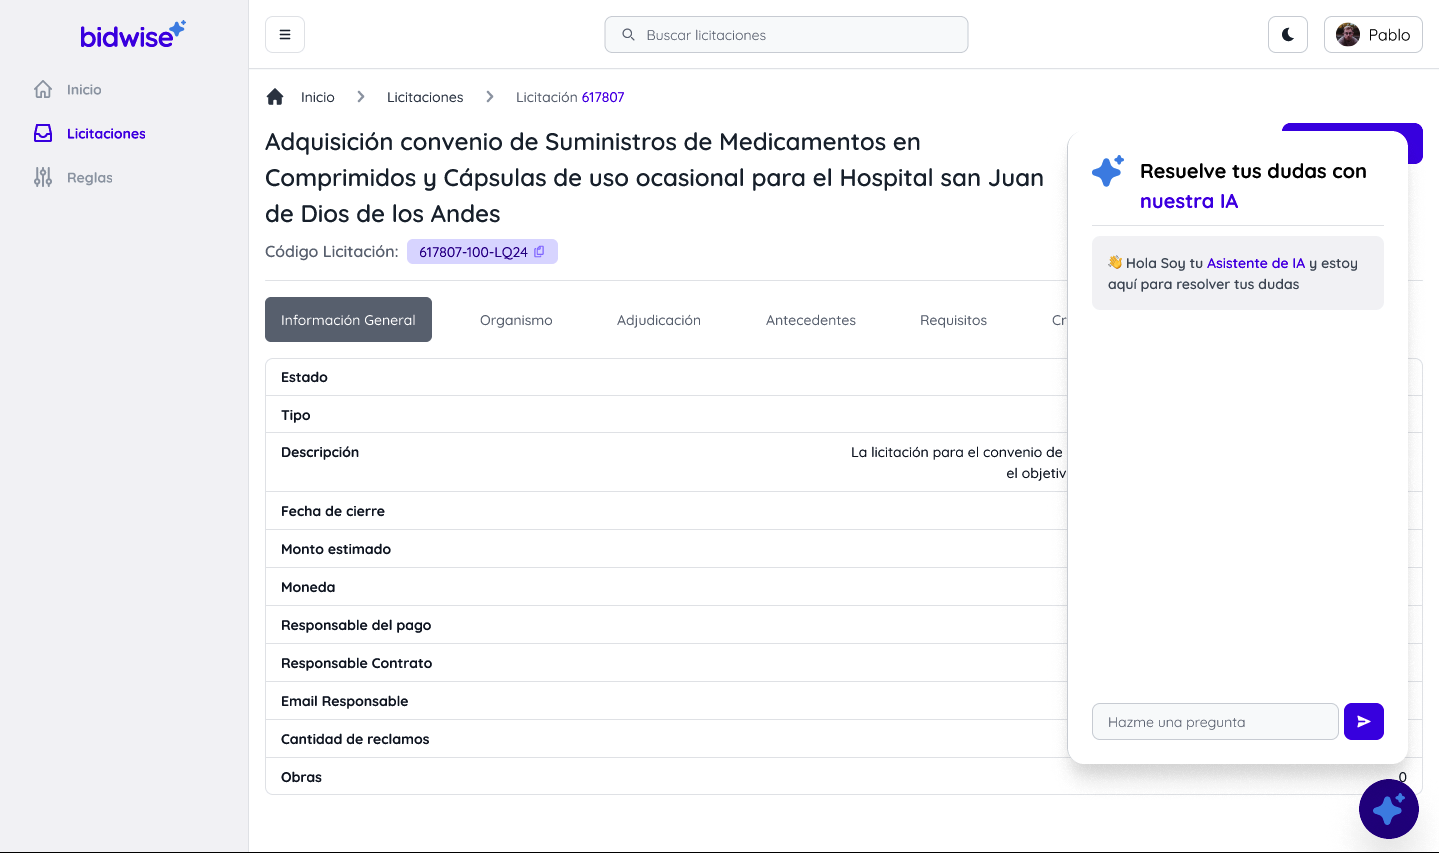 bidwise
Inicio
Licitaciones
Reglas
Buscar licitaciones
Pablo
Inicio
Licitaciones
Licitación 617807
Adquisición convenio de Suministros de Medicamentos en
Comprimidos y Cápsulas de uso ocasional para el Hospital san Juan
de Dios de los Andes
Código Licitación: 617807-100-LQ24
Información General
Organismo
Adjudicación
Antecedentes
Requisitos
Cr
Estado
Tipo
Descripción
La licitación para el convenio de
el objetiv
Fecha de cierre
Monto estimado
Moneda
Responsable del pago
Responsable Contrato
Email Responsable
Cantidad de reclamos
Obras
0
Resuelve tus dudas con
nuestra IA
👋 Hola Soy tu Asistente de IA y estoy
aquí para resolver tus dudas
Hazme una pregunta